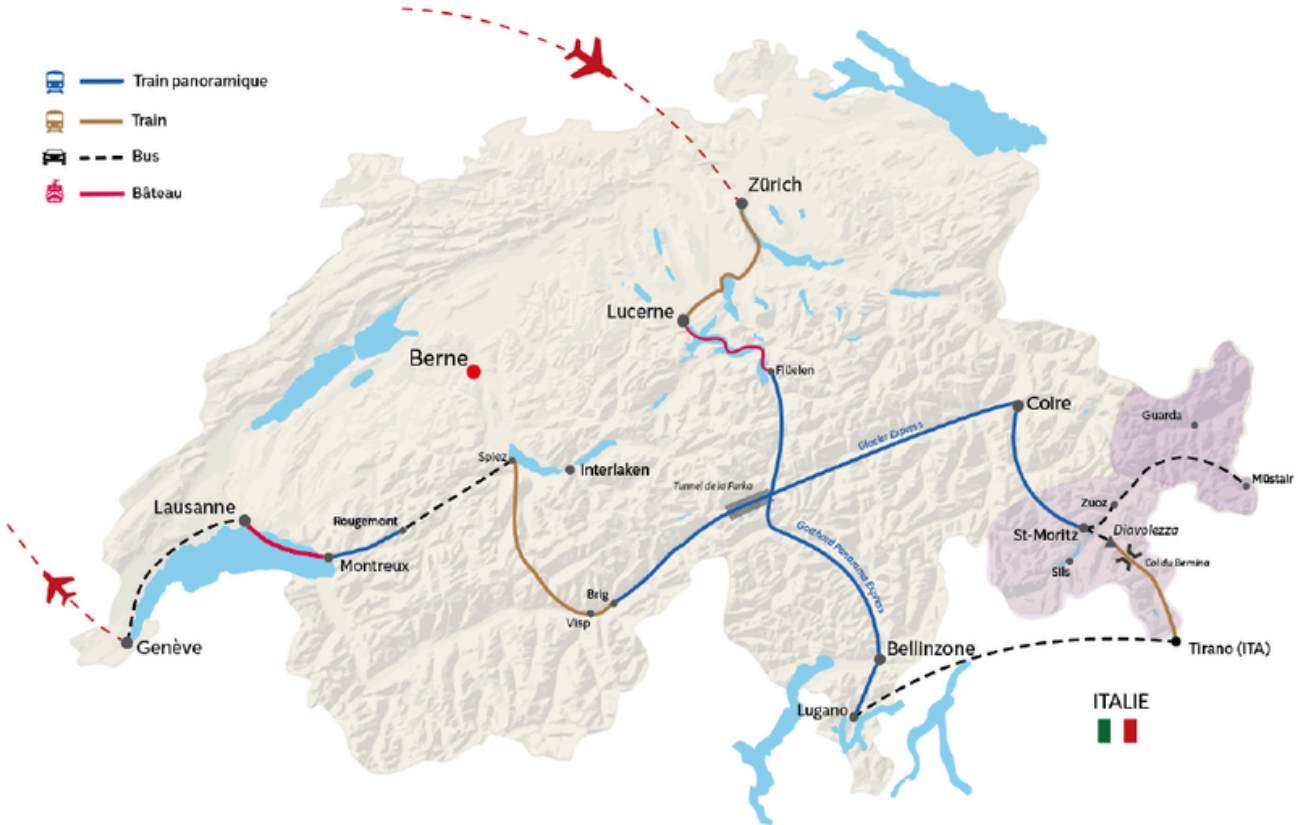 Train panoramique
Train
Bus
Bâteau
Zürich
Lucerne
Berne
Flüelen
Coire
Guarda
Glacier Express
Spiez
Interlaken
Tunnel de la Furka
Müstair
Zuoz
Lausanne
Rougemont
St-Moritz
Diavolezza
Gotthard Panorama Express
Montreux
Col du Bernina
Sils
Brig
Visp
Genève
Bellinzone
Tirano (ITA)
Lugano
ITALIE